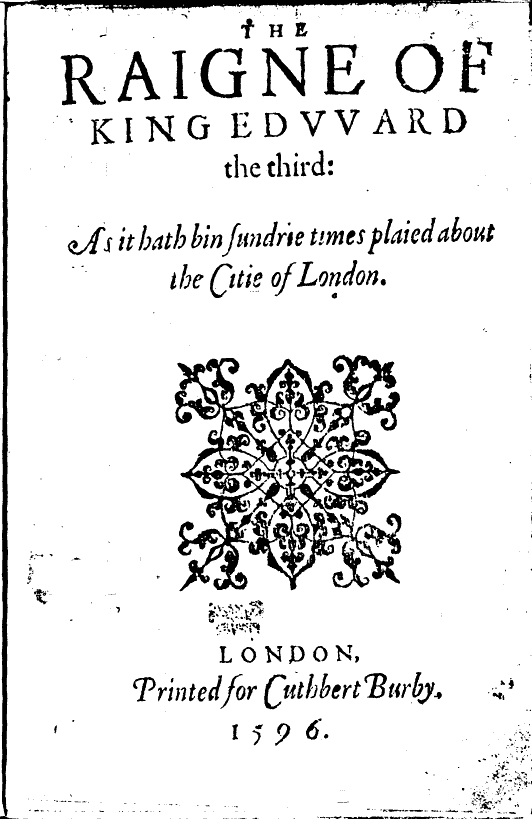 THE
RAIGNE OF
KING EDVVARD
the third:
As it hath bin ſundrie times plaied about
the Citie of London.
LONDON,
Printed for Cuthbert Burby.
1596.